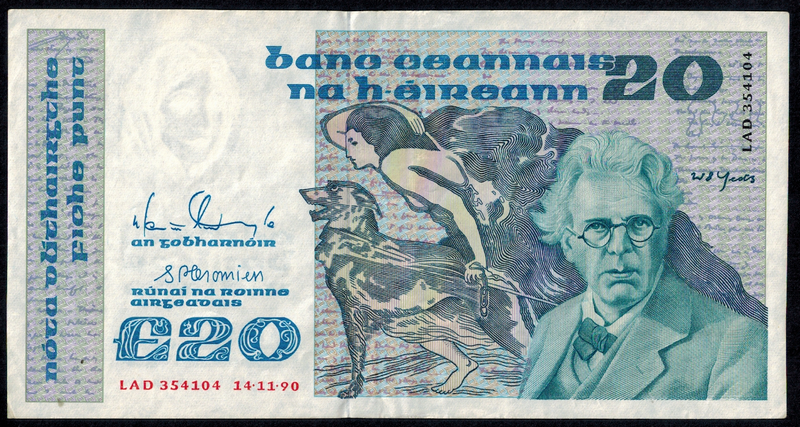 nóta dlíthairgthe
Fiche punt
banc ceannais
na h-éireann
20
LAD 354104
W B Yeats
an gobharnóir
S P Cromien
Rúnaí na Roinne
airgeadais
£20
LAD 354104 14·11·90